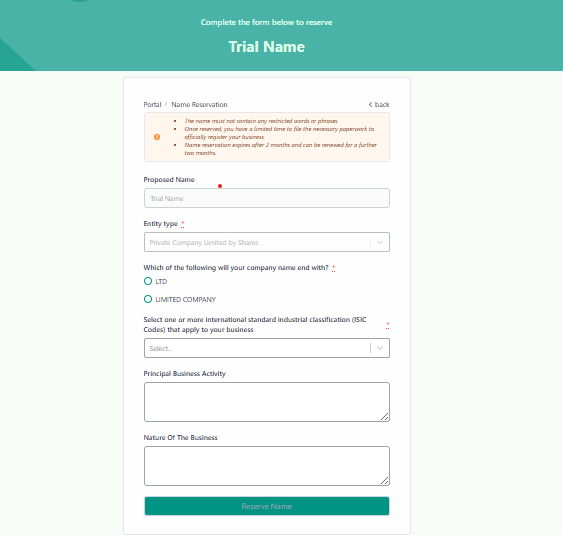 Complete the form below to reserve
Trial Name
Portal / Name Reservation
< back
• The name must not contain any restricted words or phrases
• Once reserved, you have a limited time to file the necessary paperwork to
officially register your business.
• Name reservation expires after 2 months and can be renewed for a further
two months.
Proposed Name
Trial Name
Entity type *
Private Company Limited by Shares
Which of the following will your company name end with? *
LTD
LIMITED COMPANY
Select one or more international standard industrial classification (ISIC
Codes) that apply to your business *
Select...
Principal Business Activity
Nature Of The Business
Reserve Name